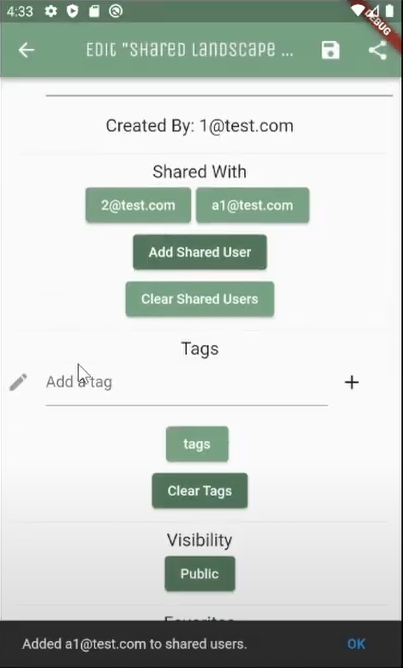 4:33
DEBUG
Edit "Shared Landscape ...
Created By: 1@test.com
Shared With
2@test.com a1@test.com
Add Shared User
Clear Shared Users
Tags
Add a tag
tags
Clear Tags
Visibility
Public
Favorites
Added a1@test.com to shared users. OK